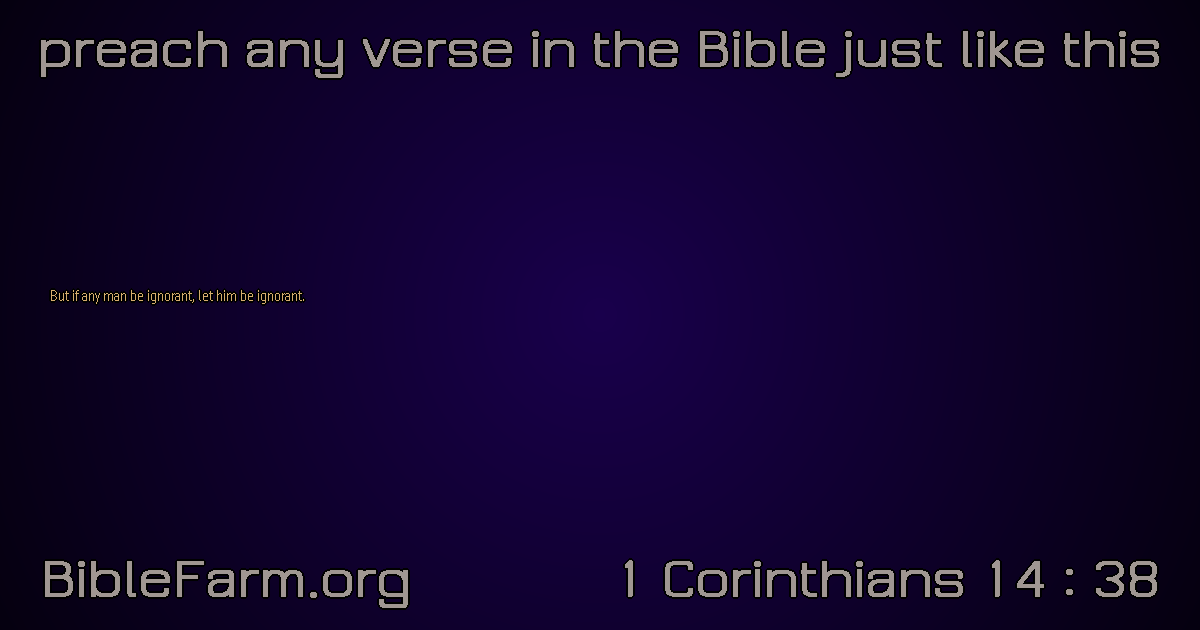 preach any verse in the Bible just like this
But if any man be ignorant, let him be ignorant.
BibleFarm.org
1 Corinthians 14 : 38